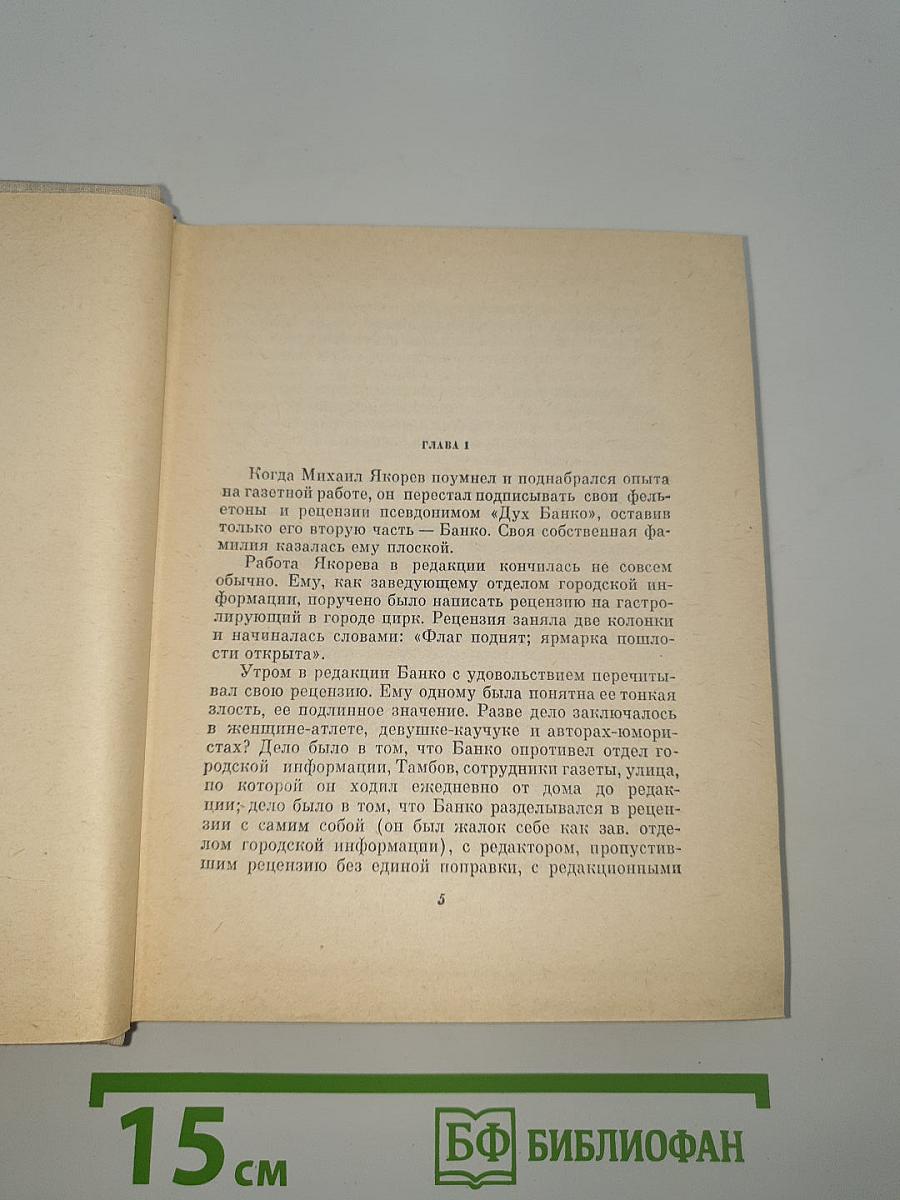 ГЛАВА 1
Когда Михаил Якорев поумнел и поднабрался опыта
на газетной работе, он перестал подписывать свои фель-
етоны и рецензии псевдонимом «Дух Банко», оставив
только его вторую часть — Банко. Своя собственная фа-
милия казалась ему плоской.
Работа Якорева в редакции кончилась не совсем
обычно. Ему, как заведующему отделом городской ин-
формации, поручено было написать рецензию на гастро-
лирующий в городе цирк. Рецензия заняла две колонки
и начиналась словами: «Флаг поднят; ярмарка пошло-
сти открыта».
Утром в редакции Банко с удовольствием перечиты-
вал свою рецензию. Ему одному была понятна ее тонкая
злость, ее подлинное значение. Разве дело заключалось
в женщине-атлете, девушке-каучуке и авторах-юмори-
стах? Дело было в том, что Банко опротивел отдел го-
родской информации, Тамбов, сотрудники газеты, улица,
по которой он ходил ежедневно от дома до редак-
ции; дело было в том, что Банко разделывался в рецен-
зии с самим собой (он был жалок себе как зав. отде-
лом городской информации), с редактором, пропустив-
шим рецензию без единой поправки, с редакционными
5
15 см
БФ БИБЛИОФАН